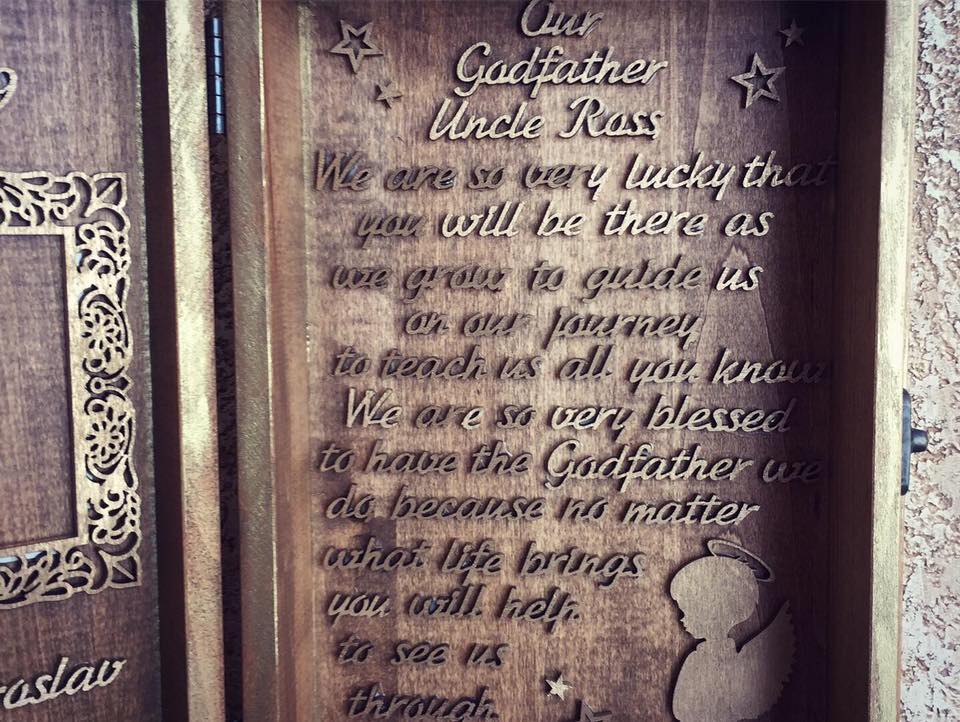 Our
Godfather
Uncle Ross
We are so very lucky that
you will be there as
we grow to guide us
on our journey
to teach us all you know
We are so very blessed
to have the Godfather we
do, because no matter
what life brings
you will help
to see us
through.